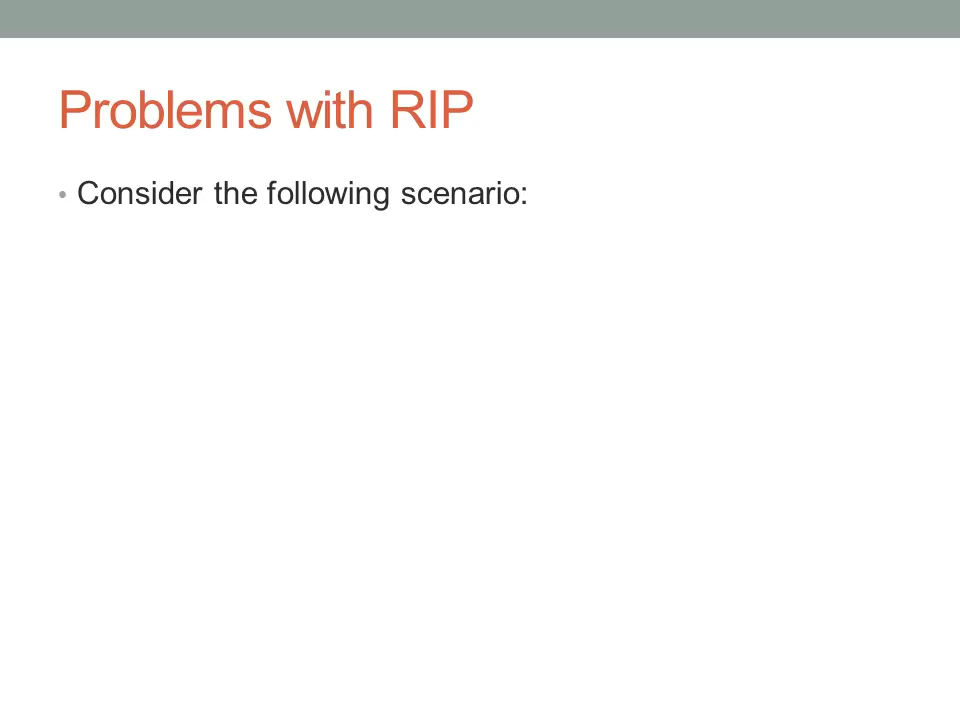 Problems with RIP
• Consider the following scenario: